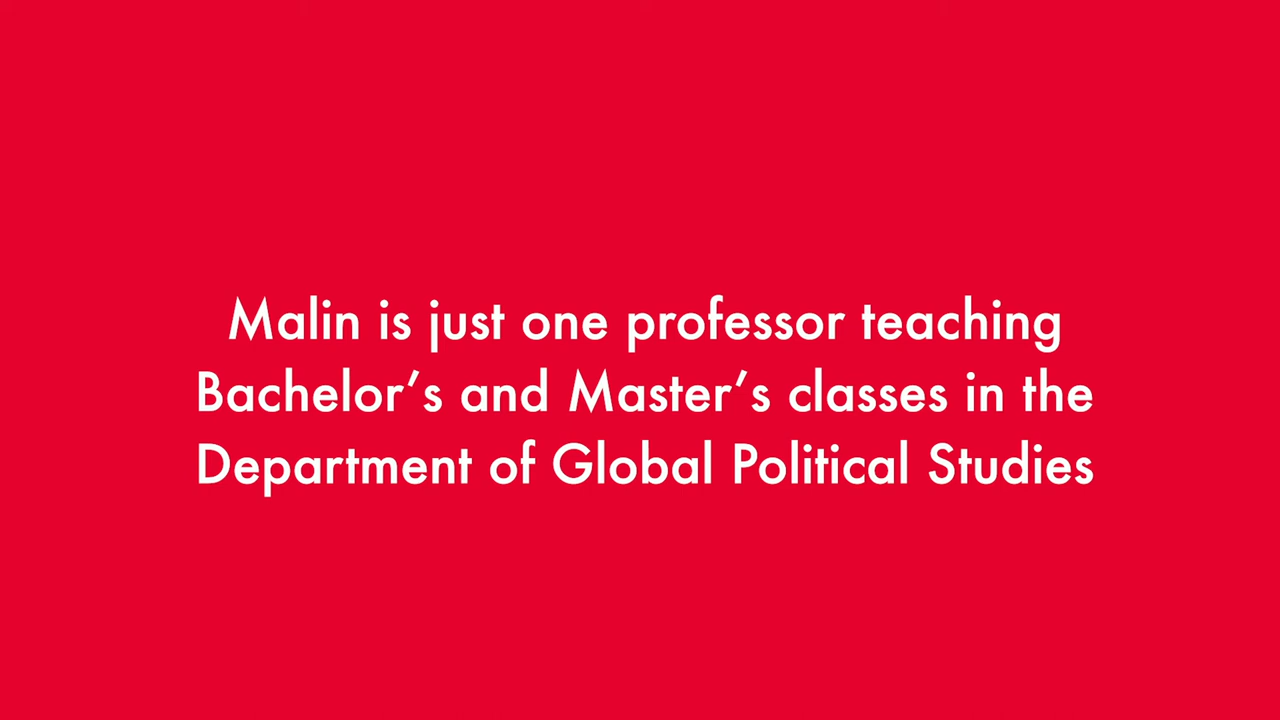 Malin is just one professor teaching
Bachelor’s and Master’s classes in the
Department of Global Political Studies